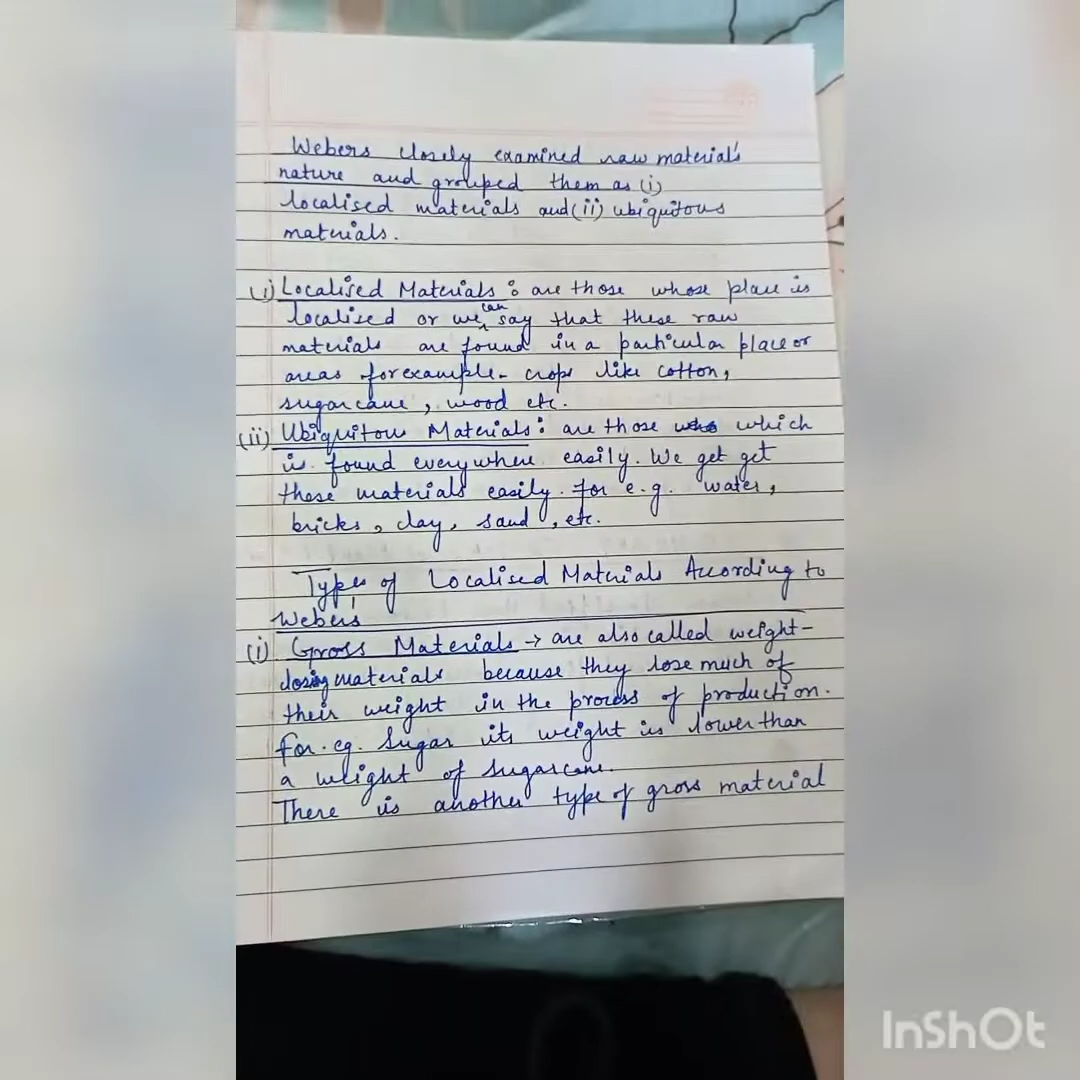 Webers closely examined raw material's
nature and grouped them as (i)
localised materials and (ii) ubiquitous
materials.
(i) Localised Materials : are those whose place is
localised or we can say that these raw
materials are found in a particular place or
areas for example - crops like cotton,
sugarcane, wood etc.
(ii) Ubiquitous Materials : are those who which
is found everywhere easily. We get get
these materials easily. for e.g. water,
bricks, clay, sand, etc.
Types of Localised Materials According to
Webers'
(i) Gross Materials → are also called weight-
losing materials because they lose much of
their weight in the process of production.
For. eg. Sugar its weight is lower than
a weight of sugarcane.
There is another type of gross material
InShOt